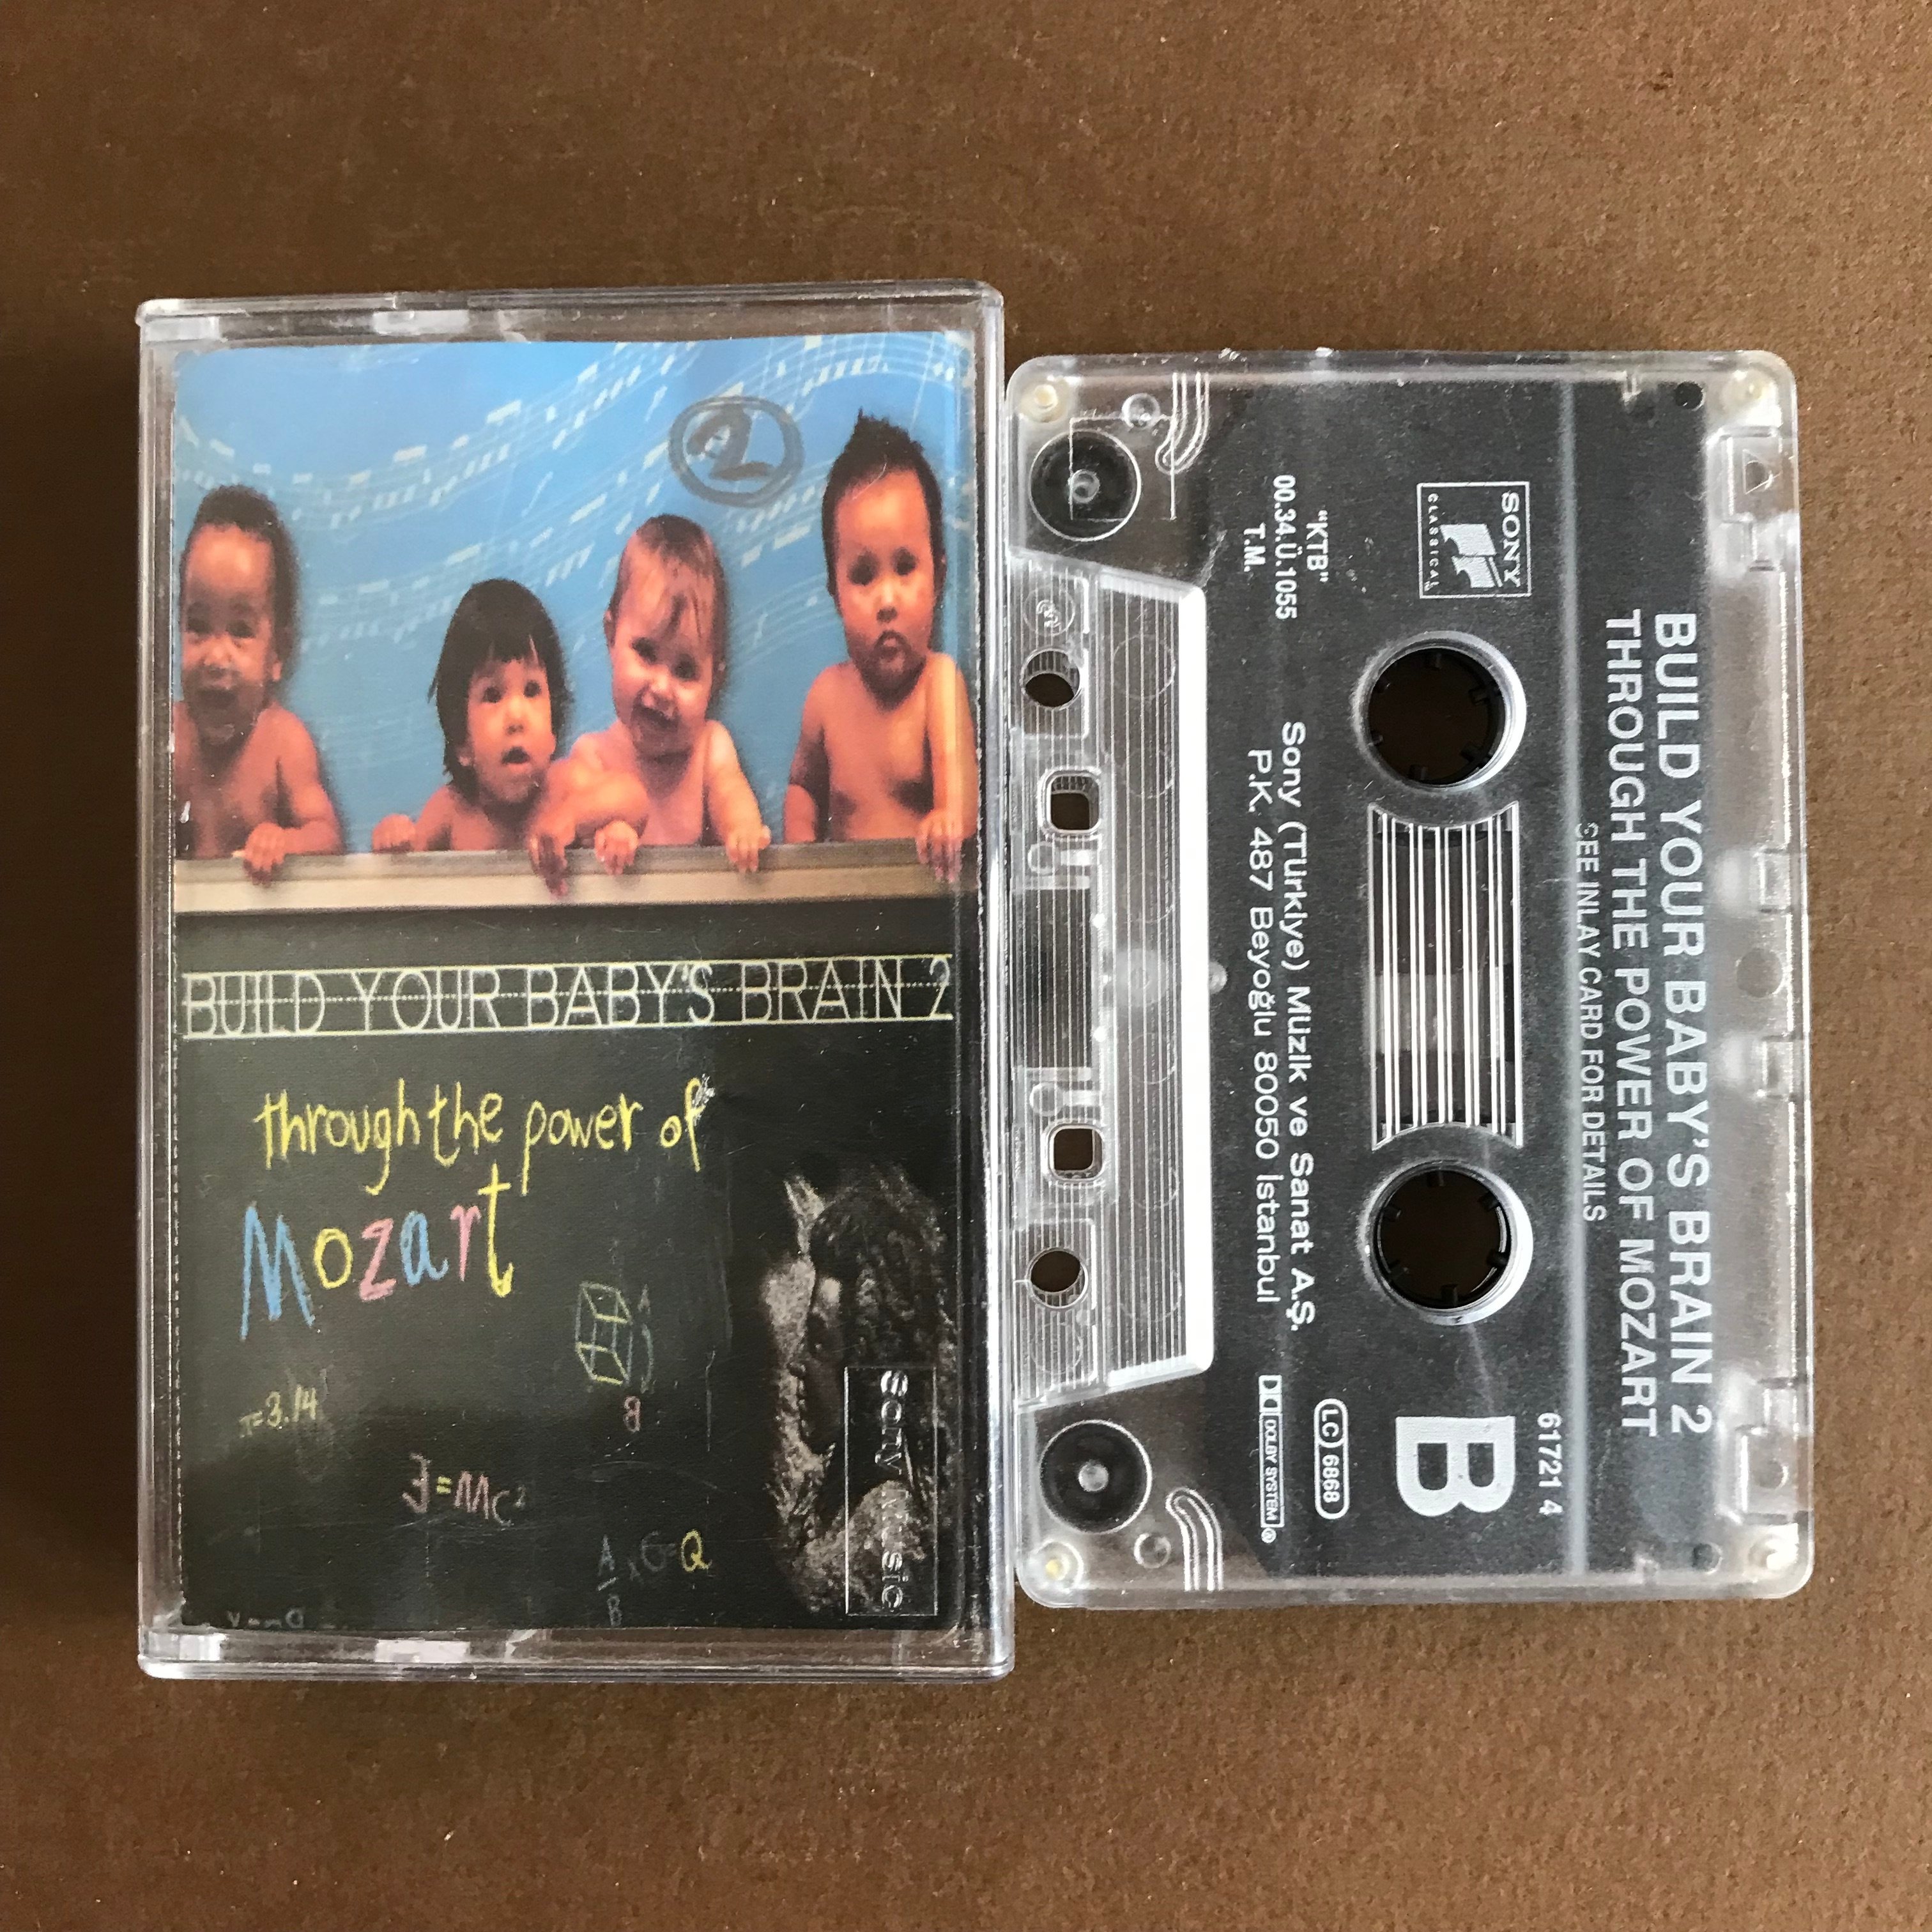 2
BUILD YOUR BABY'S BRAIN 2
through the power of
Mozart
π=3.14
B
E=Mc²
A
B
x C=Q
Sony Music
BUILD YOUR BABY'S BRAIN 2
THROUGH THE POWER OF MOZART
SEE INLAY CARD FOR DETAILS
SONY
CLASSICAL
61721 4
B
"KTB"
00.34.Ü.1055
T.M.
LC 6868
Sony (Türkiye) Müzik ve Sanat A.Ş.
P.K. 487 Beyoğlu 80050 İstanbul
DOLBY SYSTEM ®